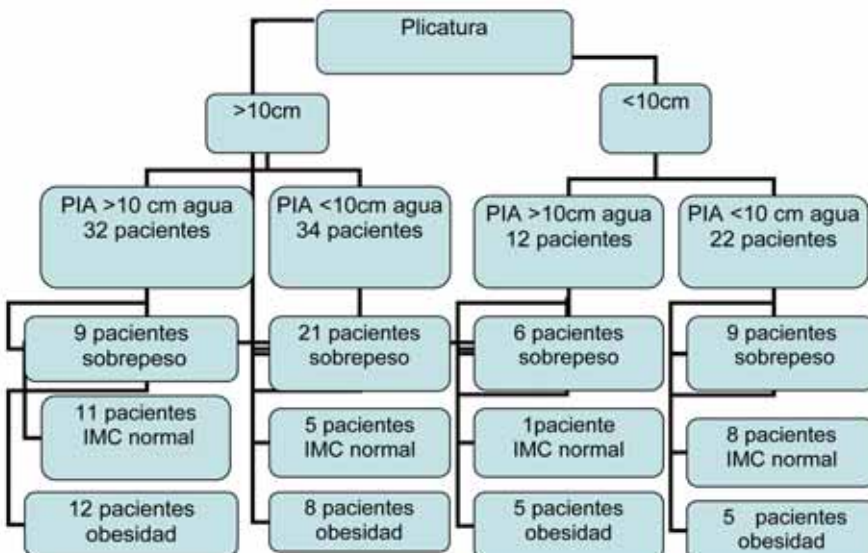 Plicatura
>10cm
<10cm
PIA >10 cm agua
32 pacientes
PIA <10cm agua
34 pacientes
PIA >10cm agua
12 pacientes
PIA <10 cm agua
22 pacientes
9 pacientes
sobrepeso
21 pacientes
sobrepeso
6 pacientes
sobrepeso
9 pacientes
sobrepeso
11 pacientes
IMC normal
5 pacientes
IMC normal
1paciente
IMC normal
8 pacientes
IMC normal
12 pacientes
obesidad
8 pacientes
obesidad
5 pacientes
obesidad
5 pacientes
obesidad